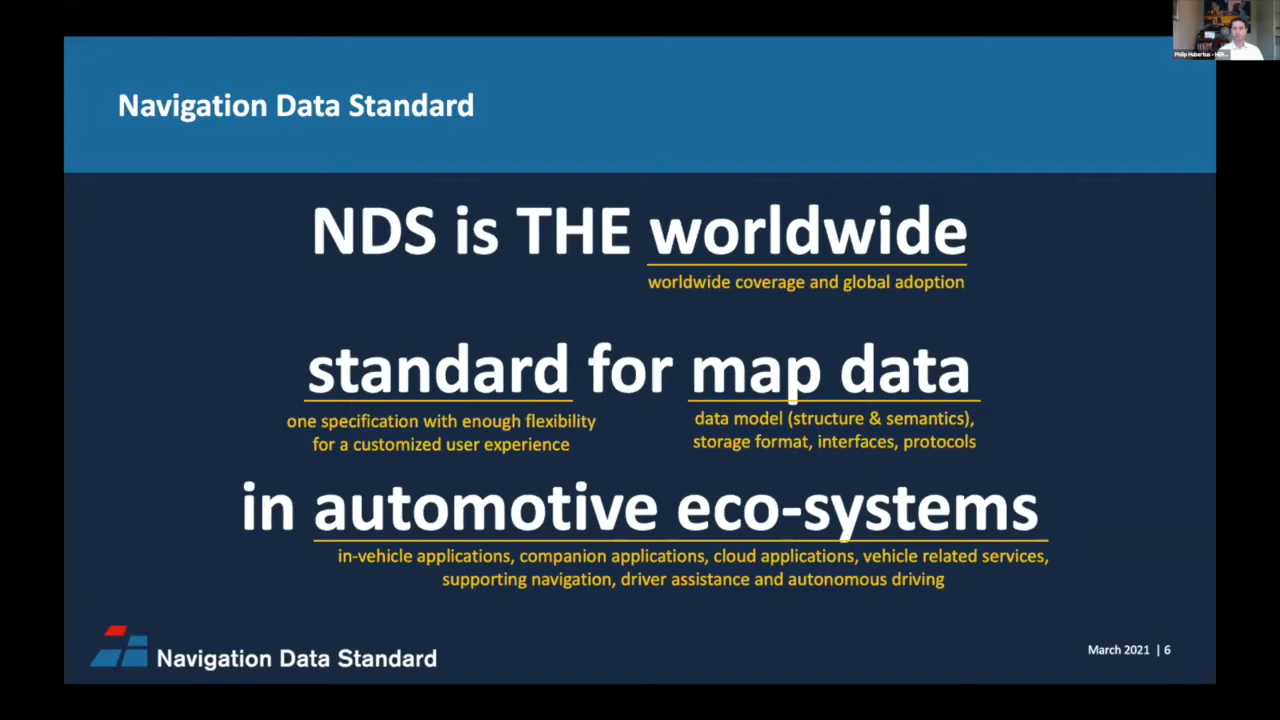 Philip Hubertus - HER...
Navigation Data Standard
NDS is THE worldwide
worldwide coverage and global adoption
standard for map data
one specification with enough flexibility
for a customized user experience
data model (structure & semantics),
storage format, interfaces, protocols
in automotive eco-systems
in-vehicle applications, companion applications, cloud applications, vehicle related services,
supporting navigation, driver assistance and autonomous driving
Navigation Data Standard
March 2021 | 6